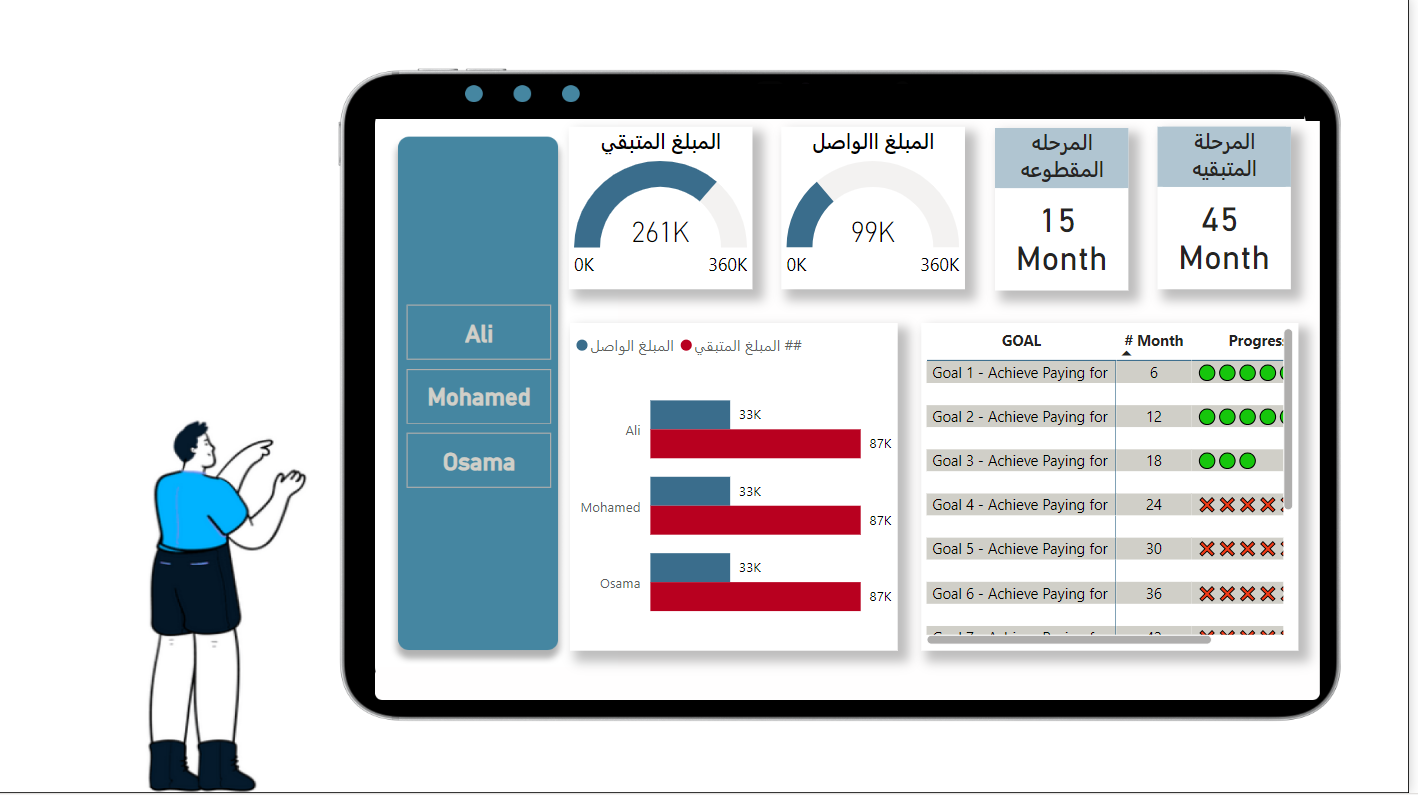 المبلغ المتبقي
261K
0K
360K
المبلغ االواصل
99K
0K
360K
المرحله
المقطوعه
15
Month
المرحلة
المتبقيه
45
Month
Ali
Mohamed
Osama
المبلغ الواصل
المبلغ المتبقي ##
Ali
33K
87K
Mohamed
33K
87K
Osama
33K
87K
GOAL # Month Progres
Goal 1 - Achieve Paying for 6
Goal 2 - Achieve Paying for 12
Goal 3 - Achieve Paying for 18
Goal 4 - Achieve Paying for 24
Goal 5 - Achieve Paying for 30
Goal 6 - Achieve Paying for 36